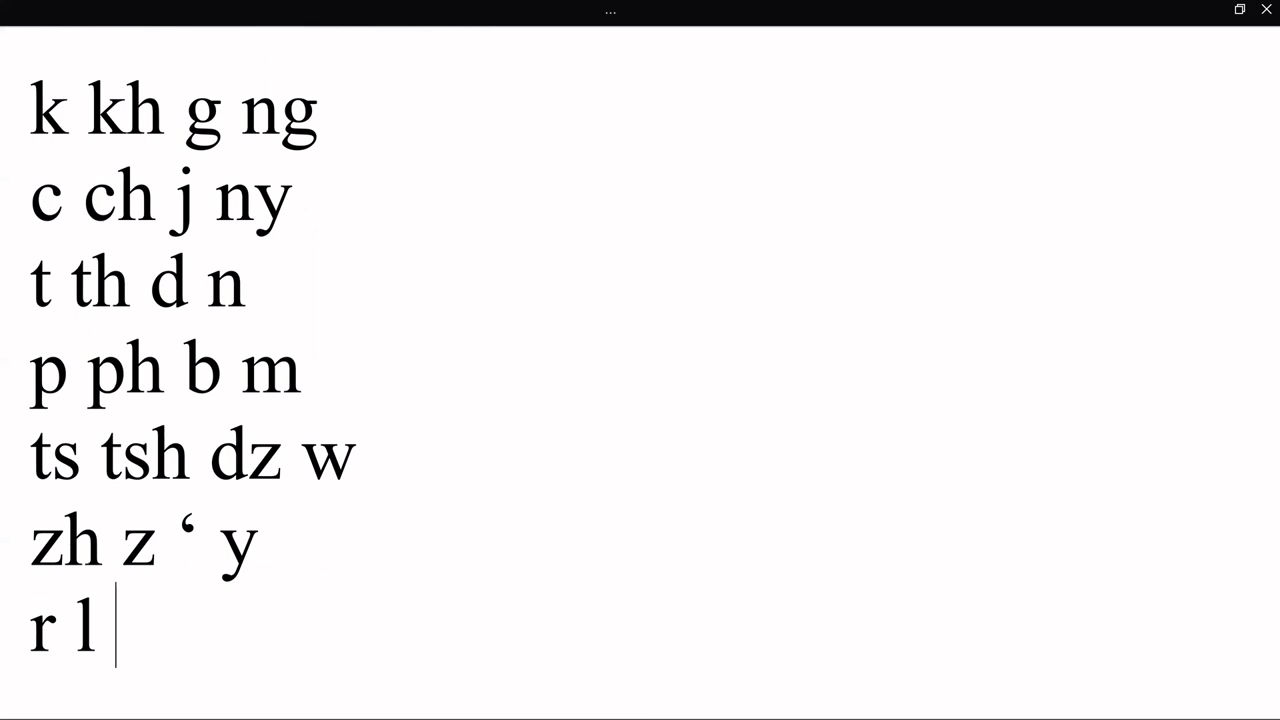 ...
k kh g ng
c ch j ny
t th d n
p ph b m
ts tsh dz w
zh z ‘ y
r l